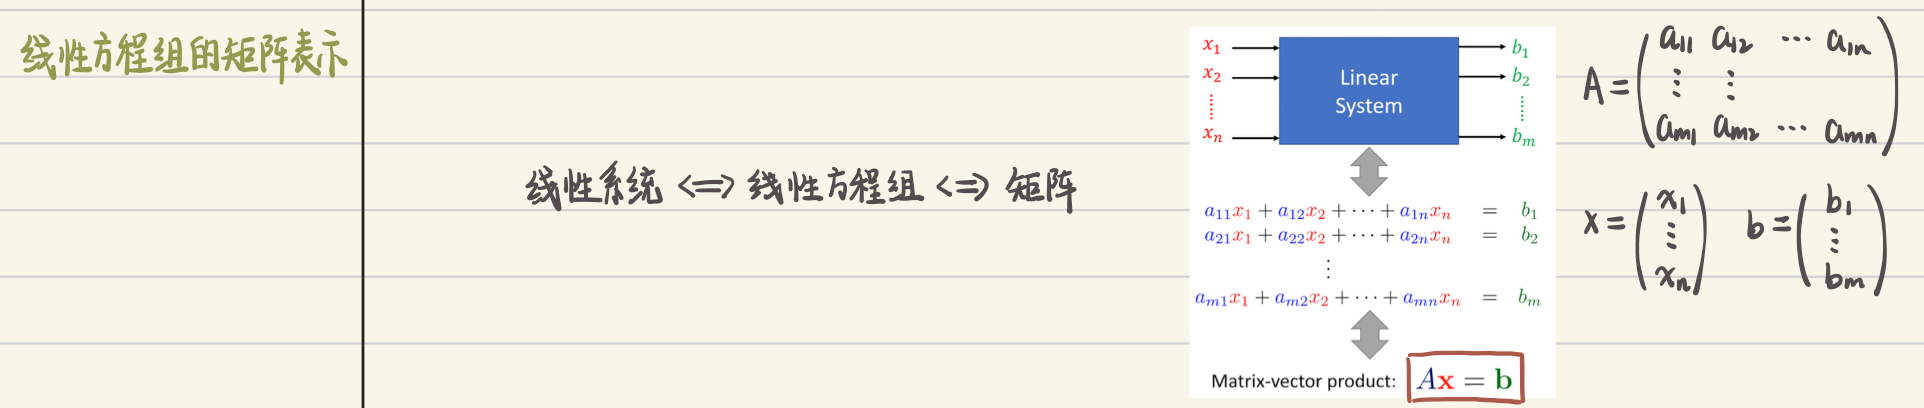 线性方程组的矩阵表示
线性系统 <=> 线性方程组 <=> 矩阵
x₁ b₁
x₂ b₂
⋮ ⋮
xₙ bₘ
Linear
System
a₁₁x₁ + a₁₂x₂ + ⋯ + a₁ₙxₙ = b₁
a₂₁x₁ + a₂₂x₂ + ⋯ + a₂ₙxₙ = b₂
⋮
aₘ₁x₁ + aₘ₂x₂ + ⋯ + aₘₙxₙ = bₘ
Matrix-vector product: Ax = b
A = ( a₁₁ a₁₂ ⋯ a₁ₙ
⋮ ⋮
aₘ₁ aₘ₂ ⋯ aₘₙ )
x = ( x₁ ⋮ xₙ ) b = ( b₁ ⋮ bₘ )